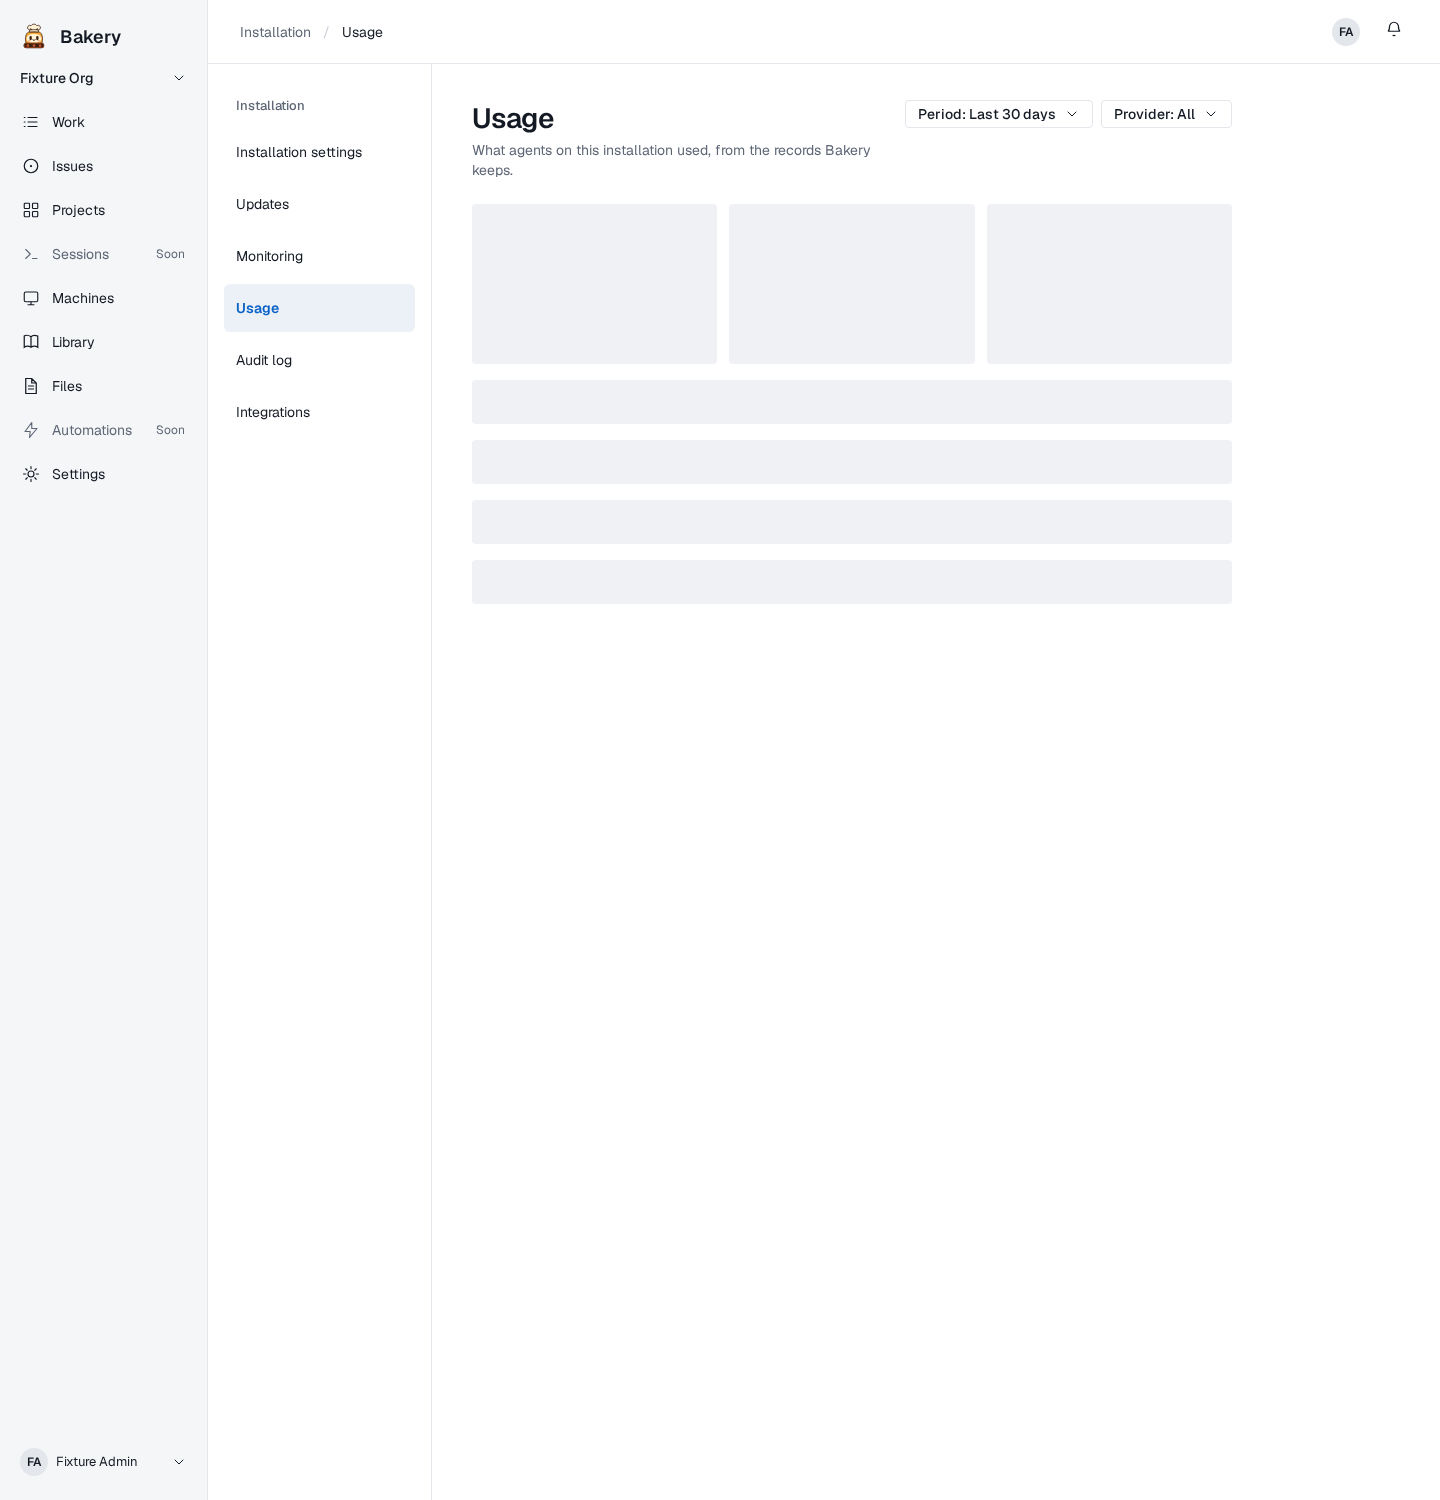 Bakery
Fixture Org
Work
Issues
Projects
Sessions Soon
Machines
Library
Files
Automations Soon
Settings
FA Fixture Admin
Installation / Usage
FA
Installation
Installation settings
Updates
Monitoring
Usage
Audit log
Integrations
Usage
What agents on this installation used, from the records Bakery
keeps.
Period: Last 30 days
Provider: All